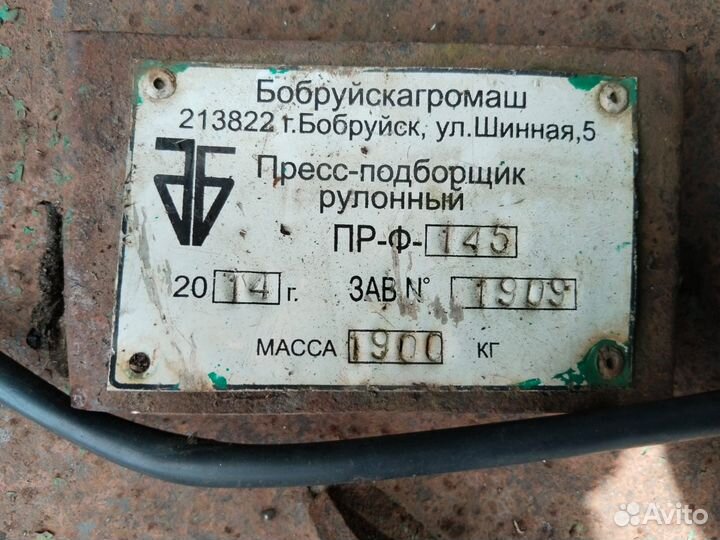 Бобруйскагромаш
213822 г.Бобруйск, ул.Шинная,5
Пресс-подборщик
рулонный
ПР-Ф-145
2014 г. ЗАВ N° 1909
МАССА 1900 КГ
Avito